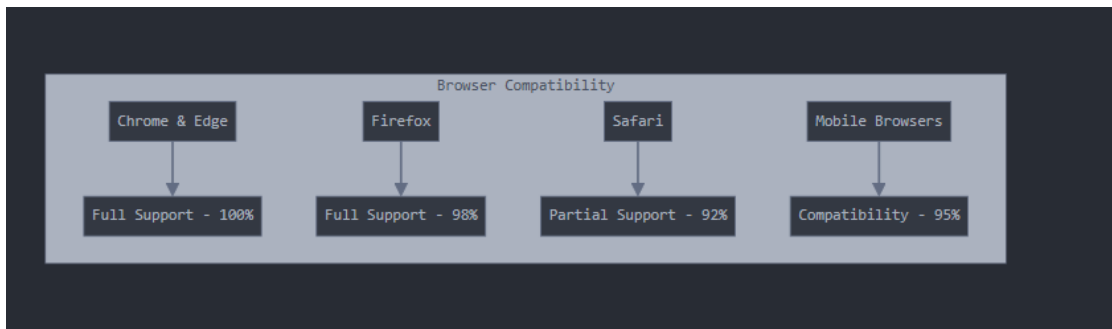 Browser Compatibility
Chrome & Edge
Firefox
Safari
Mobile Browsers
Full Support - 100%
Full Support - 98%
Partial Support - 92%
Compatibility - 95%